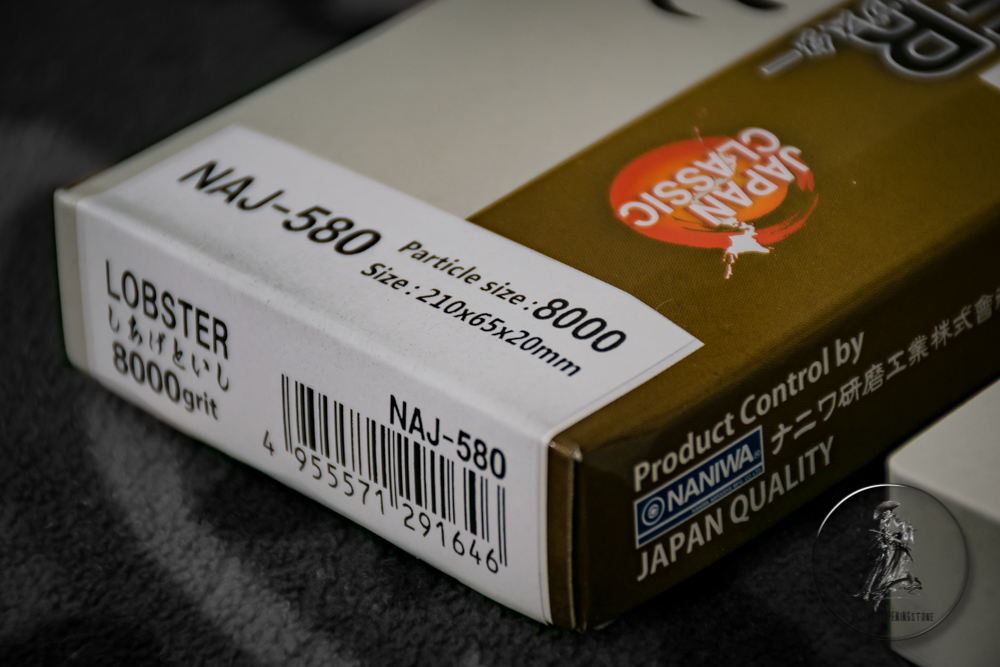 JAPAN
CLASSIC
NAJ-580
Particle size:8000
Size:210x65x20mm
LOBSTER
しあげといし
8000grit
NAJ-580
4 955571 291646
Product Control by
NANIWA
ナニワ研磨工業株式會
JAPAN QUALITY